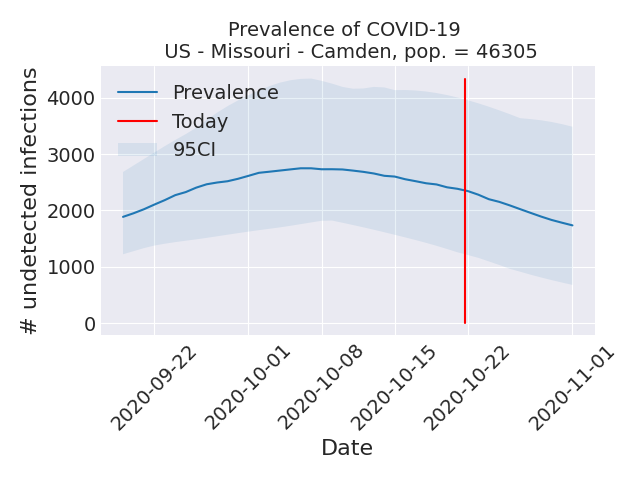 Prevalence of COVID-19
US - Missouri - Camden, pop. = 46305
# undetected infections
4000
3000
2000
1000
0
Prevalence
Today
95CI
2020-09-22
2020-10-01
2020-10-08
2020-10-15
2020-10-22
2020-11-01
Date